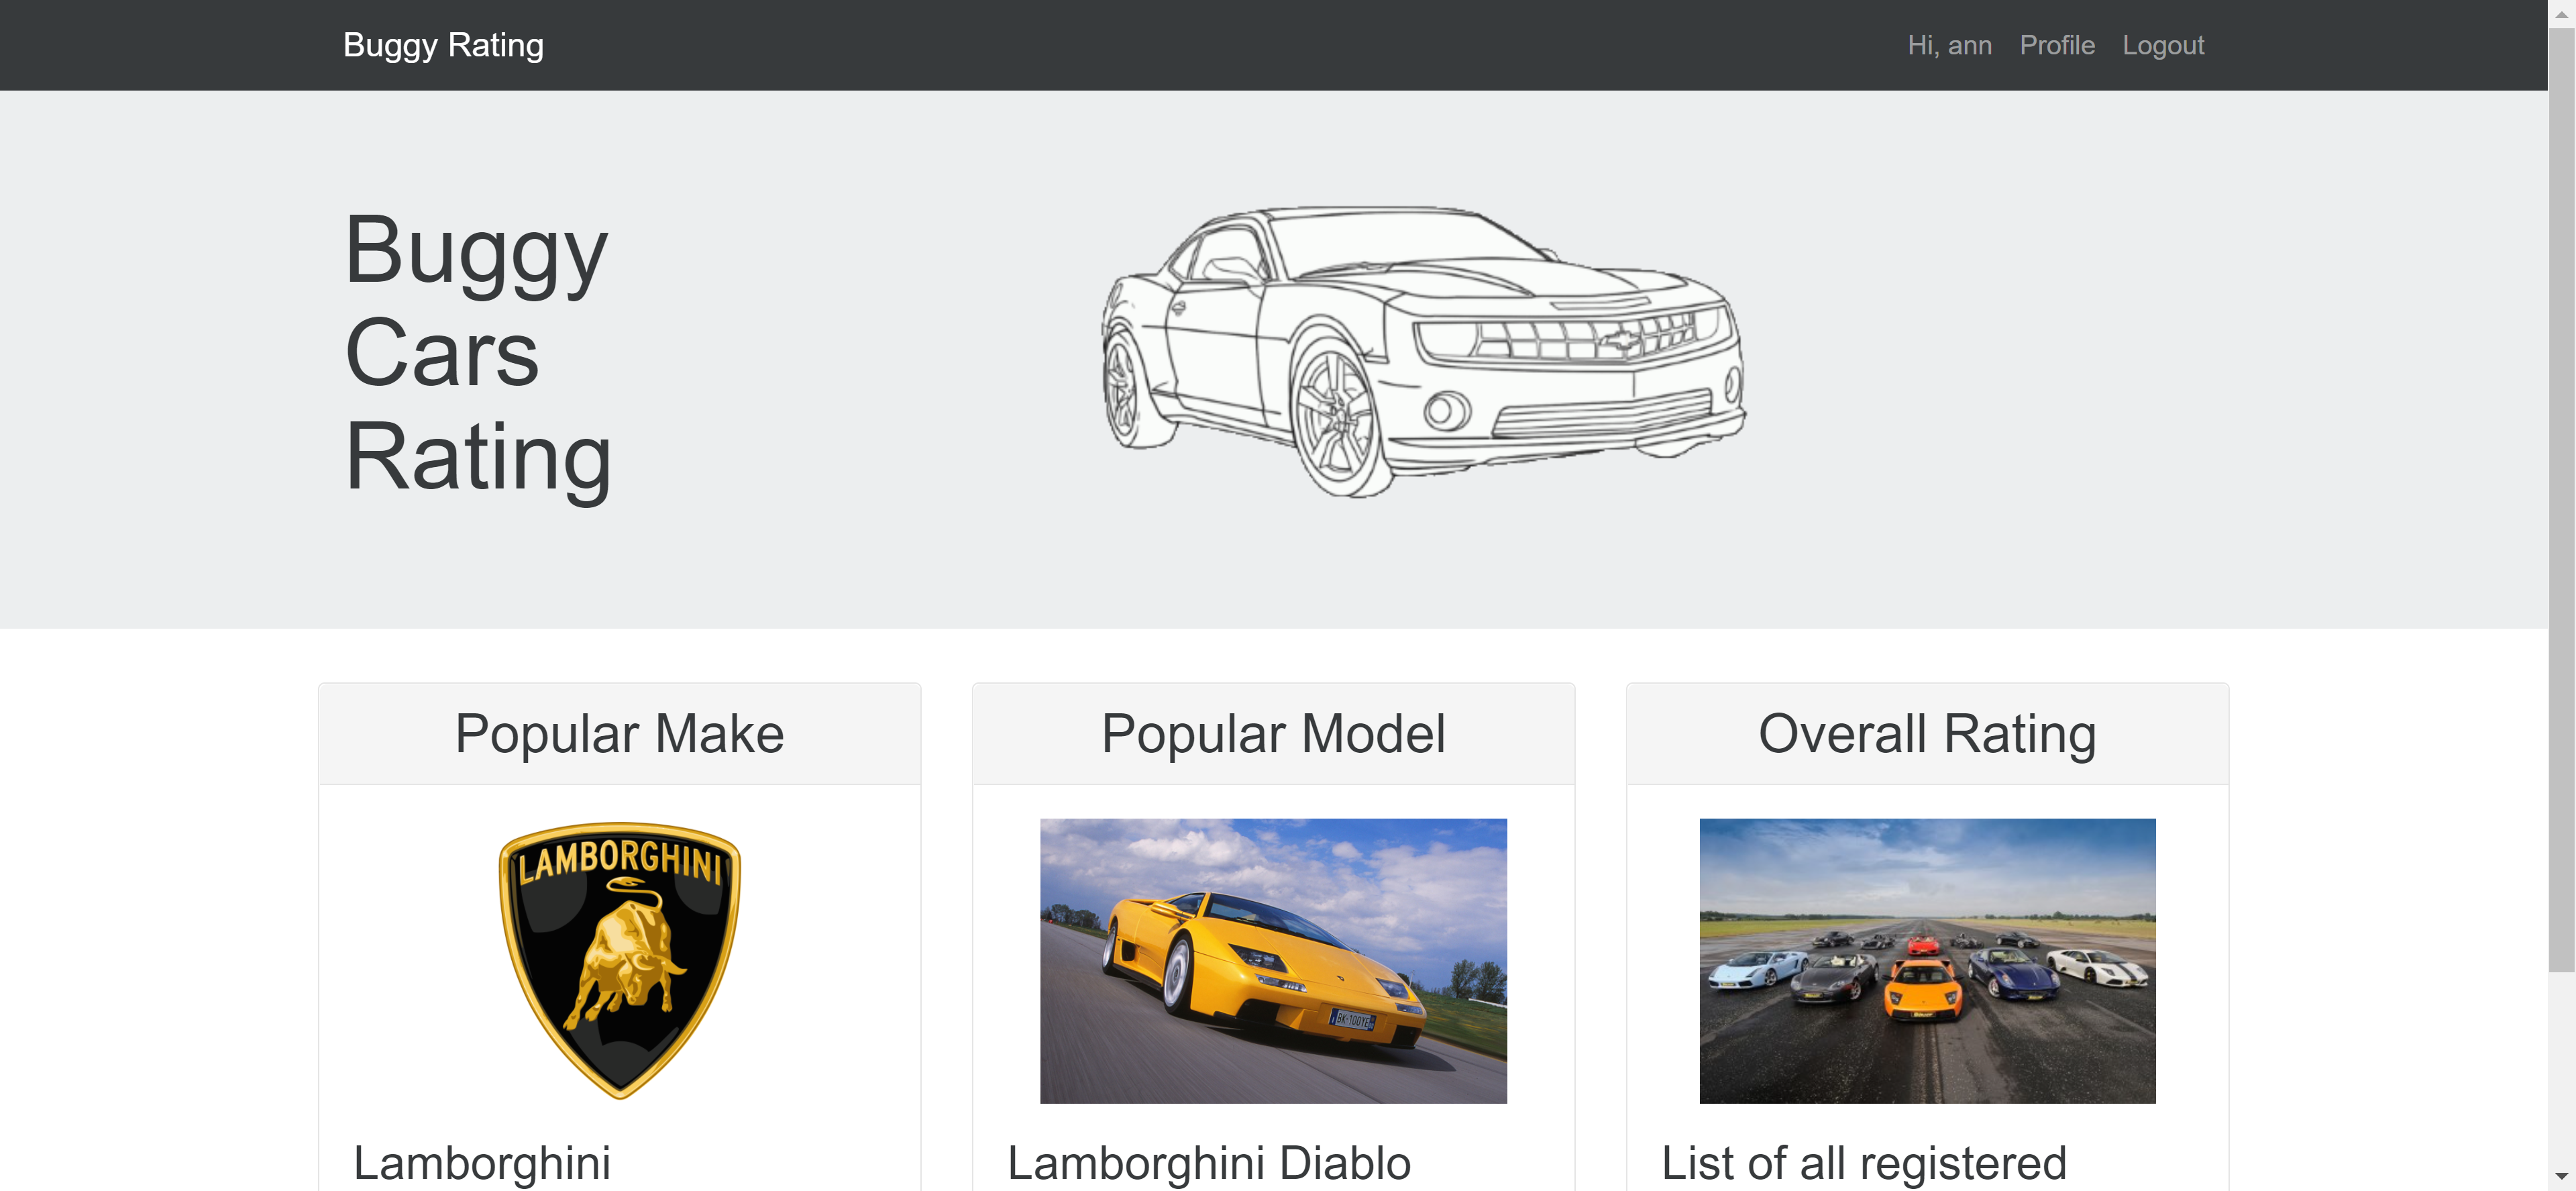 Buggy Rating
Hi, ann Profile Logout
Buggy
Cars
Rating
Popular Make
Popular Model
Overall Rating
LAMBORGHINI
Lamborghini
Lamborghini Diablo
List of all registered